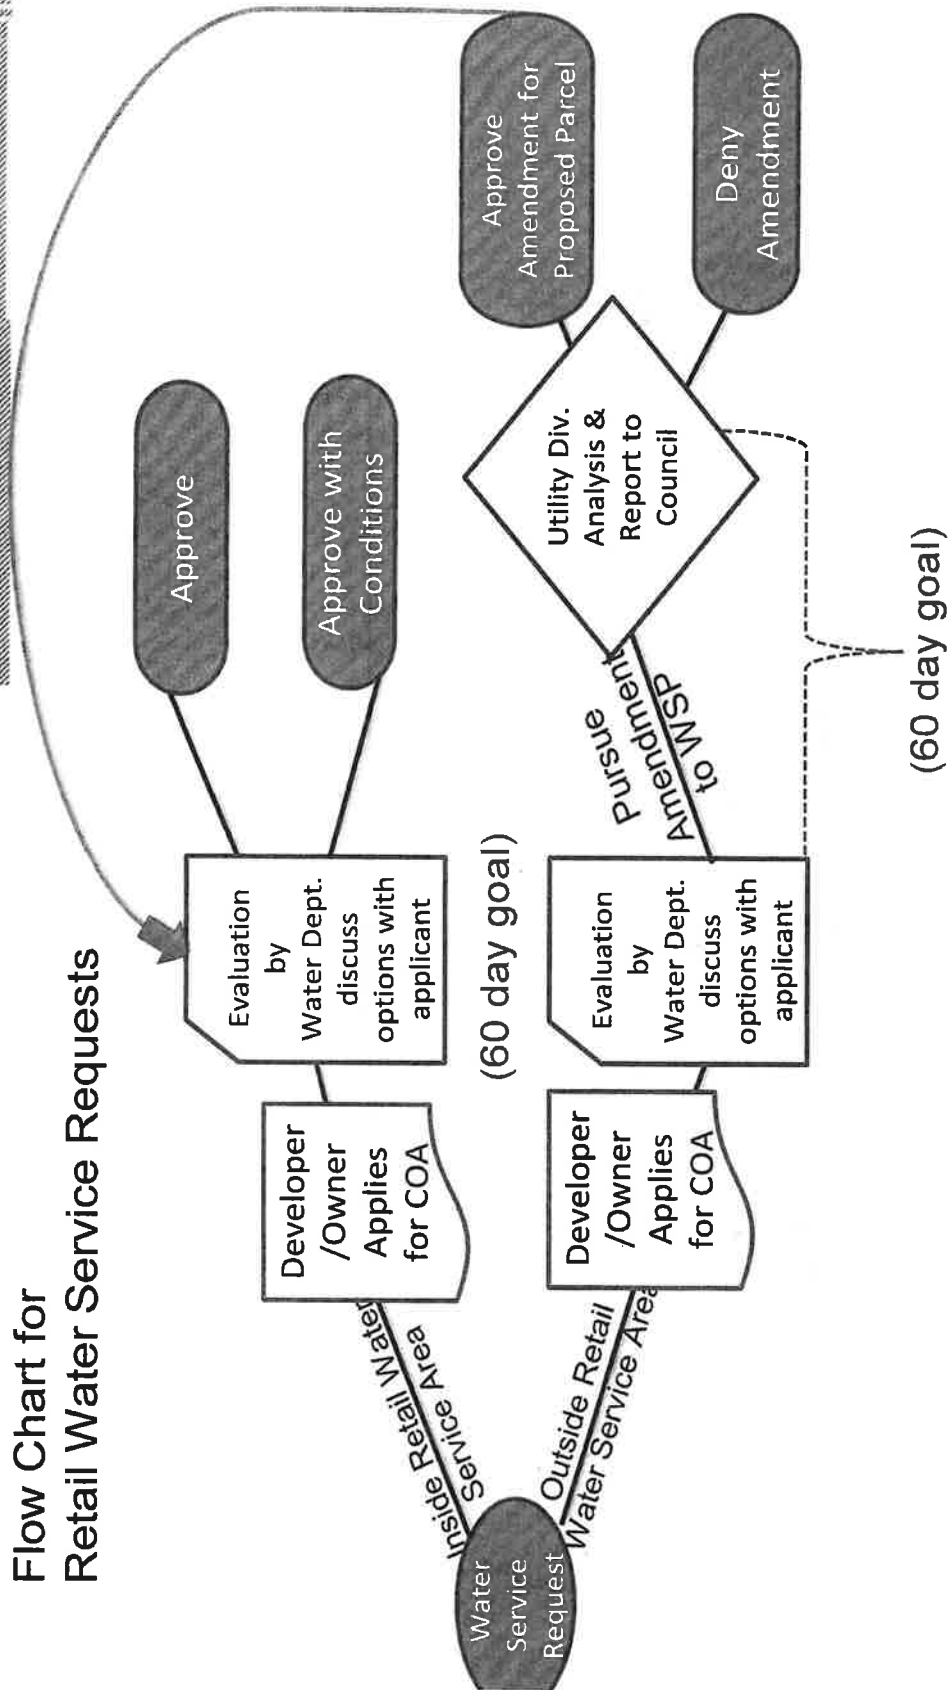 Flow Chart for
Retail Water Service Requests
Water
Service
Request
Inside Retail Water
Service Area
Developer
/Owner
Applies
for COA
Evaluation
by
Water Dept.
discuss
options with
applicant
(60 day goal)
Approve
Approve with
Conditions
Outside Retail
Water Service Area
Developer
/Owner
Applies
for COA
Evaluation
by
Water Dept.
discuss
options with
applicant
Pursue
Amendment
to WSP
Utility Div.
Analysis &
Report to
Council
Approve
Amendment for
Proposed Parcel
Deny
Amendment
(60 day goal)